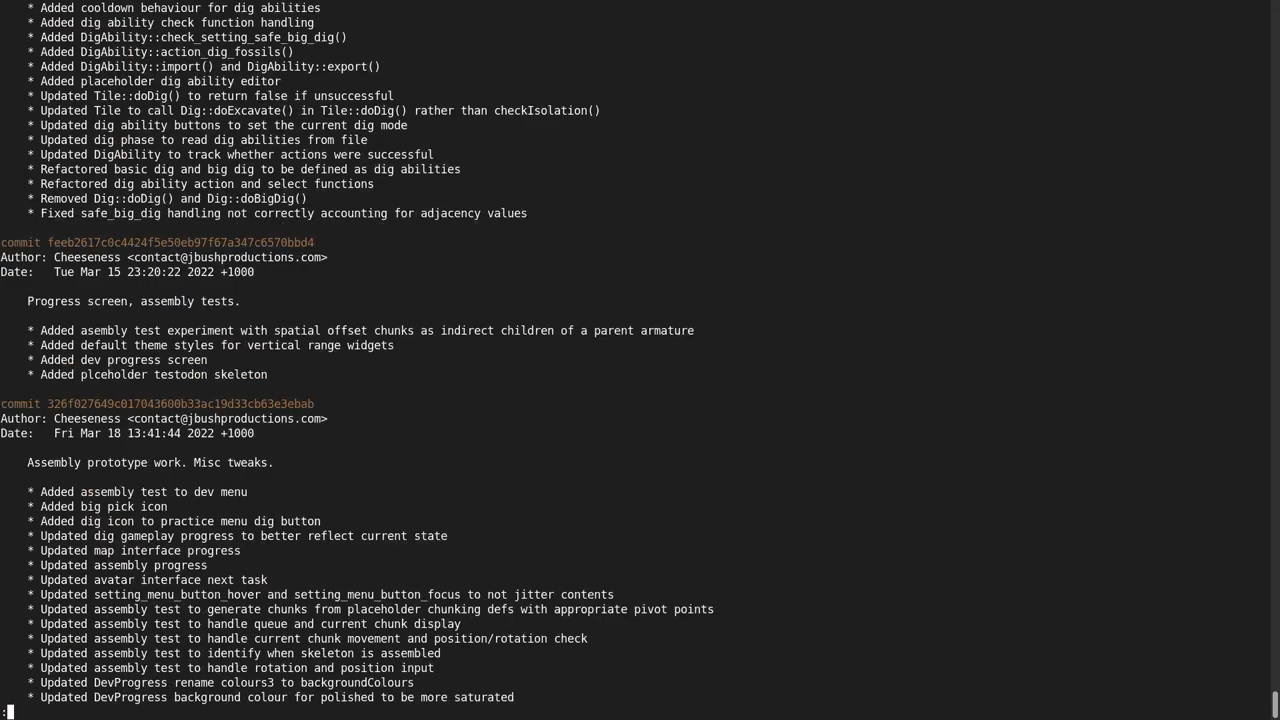 * Added cooldown behaviour for dig abilities
* Added dig ability check function handling
* Added DigAbility::check_setting_safe_big_dig()
* Added DigAbility::action_dig_fossils()
* Added DigAbility::import() and DigAbility::export()
* Added placeholder dig ability editor
* Updated Tile::doDig() to return false if unsuccessful
* Updated Tile to call Dig::doExcavate() in Tile::doDig() rather than checkIsolation()
* Updated dig ability buttons to set the current dig mode
* Updated dig phase to read dig abilities from file
* Updated DigAbility to track whether actions were successful
* Refactored basic dig and big dig to be defined as dig abilities
* Refactored dig ability action and select functions
* Removed Dig::doDig() and Dig::doBigDig()
* Fixed safe_big_dig handling not correctly accounting for adjacency values
commit feeb2617c0c4424f5e50eb97f67a347c6570bbd4
Author: Cheeseness <contact@jbushproductions.com>
Date:   Tue Mar 15 23:20:22 2022 +1000
Progress screen, assembly tests.
* Added asembly test experiment with spatial offset chunks as indirect children of a parent armature
* Added default theme styles for vertical range widgets
* Added dev progress screen
* Added plceholder testodon skeleton
commit 326f027649c017043600b33ac19d33cb63e3ebab
Author: Cheeseness <contact@jbushproductions.com>
Date:   Fri Mar 18 13:41:44 2022 +1000
Assembly prototype work. Misc tweaks.
* Added assembly test to dev menu
* Added big pick icon
* Added dig icon to practice menu dig button
* Updated dig gameplay progress to better reflect current state
* Updated map interface progress
* Updated assembly progress
* Updated avatar interface next task
* Updated setting_menu_button_hover and setting_menu_button_focus to not jitter contents
* Updated assembly test to generate chunks from placeholder chunking defs with appropriate pivot points
* Updated assembly test to handle queue and current chunk display
* Updated assembly test to handle current chunk movement and position/rotation check
* Updated assembly test to identify when skeleton is assembled
* Updated assembly test to handle rotation and position input
* Updated DevProgress rename colours3 to backgroundColours
* Updated DevProgress background colour for polished to be more saturated
: